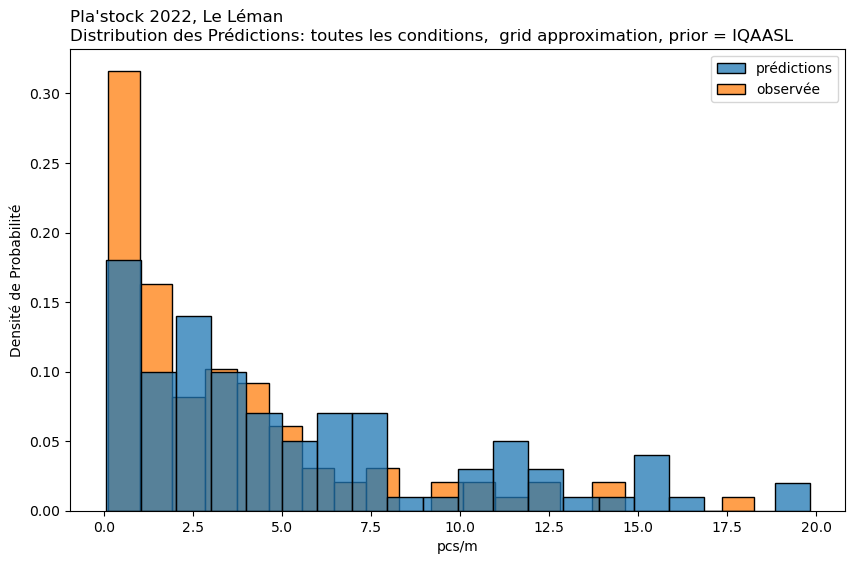 Pla'stock 2022, Le Léman
Distribution des Prédictions: toutes les conditions,  grid approximation, prior = IQAASL
prédictions
observée
Densité de Probabilité
0.30
0.25
0.20
0.15
0.10
0.05
0.00
0.0 2.5 5.0 7.5 10.0 12.5 15.0 17.5 20.0
pcs/m